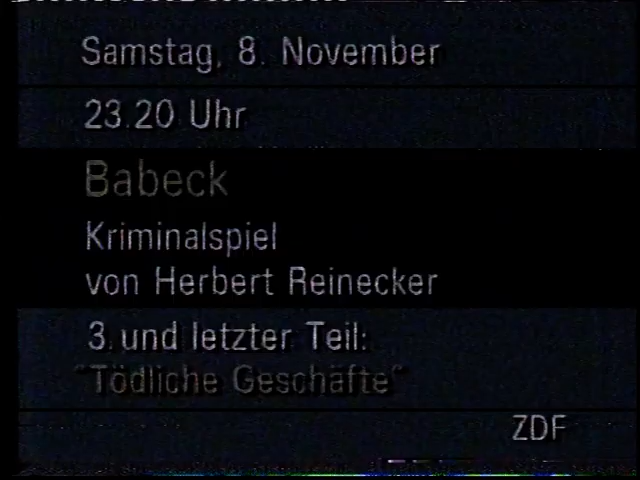 Samstag, 8. November
23.20 Uhr
Babeck
Kriminalspiel
von Herbert Reinecker
3. und letzter Teil:
"Tödliche Geschäfte"
ZDF